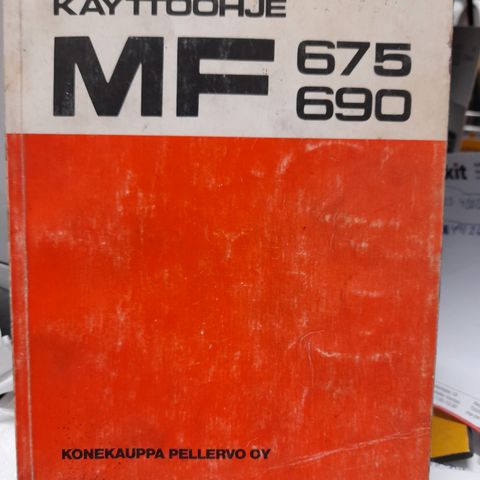 KÄYTTÖOHJE
MF 675
690
KONEKAUPPA PELLERVO OY